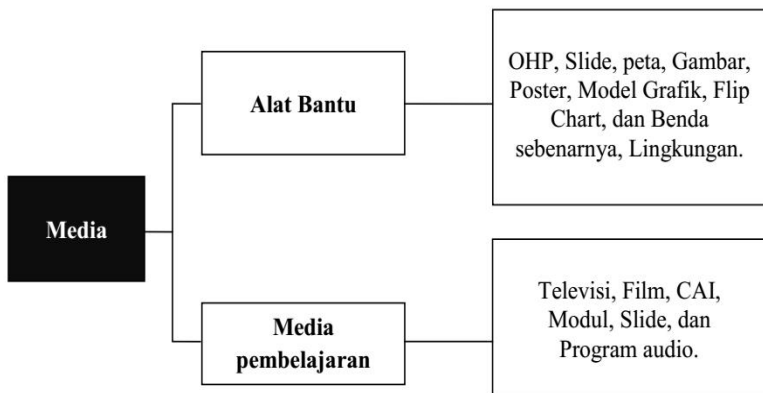 Media
Alat Bantu
OHP, Slide, peta, Gambar,
Poster, Model Grafik, Flip
Chart, dan Benda
sebenarnya, Lingkungan.
Media
pembelajaran
Televisi, Film, CAI,
Modul, Slide, dan
Program audio.